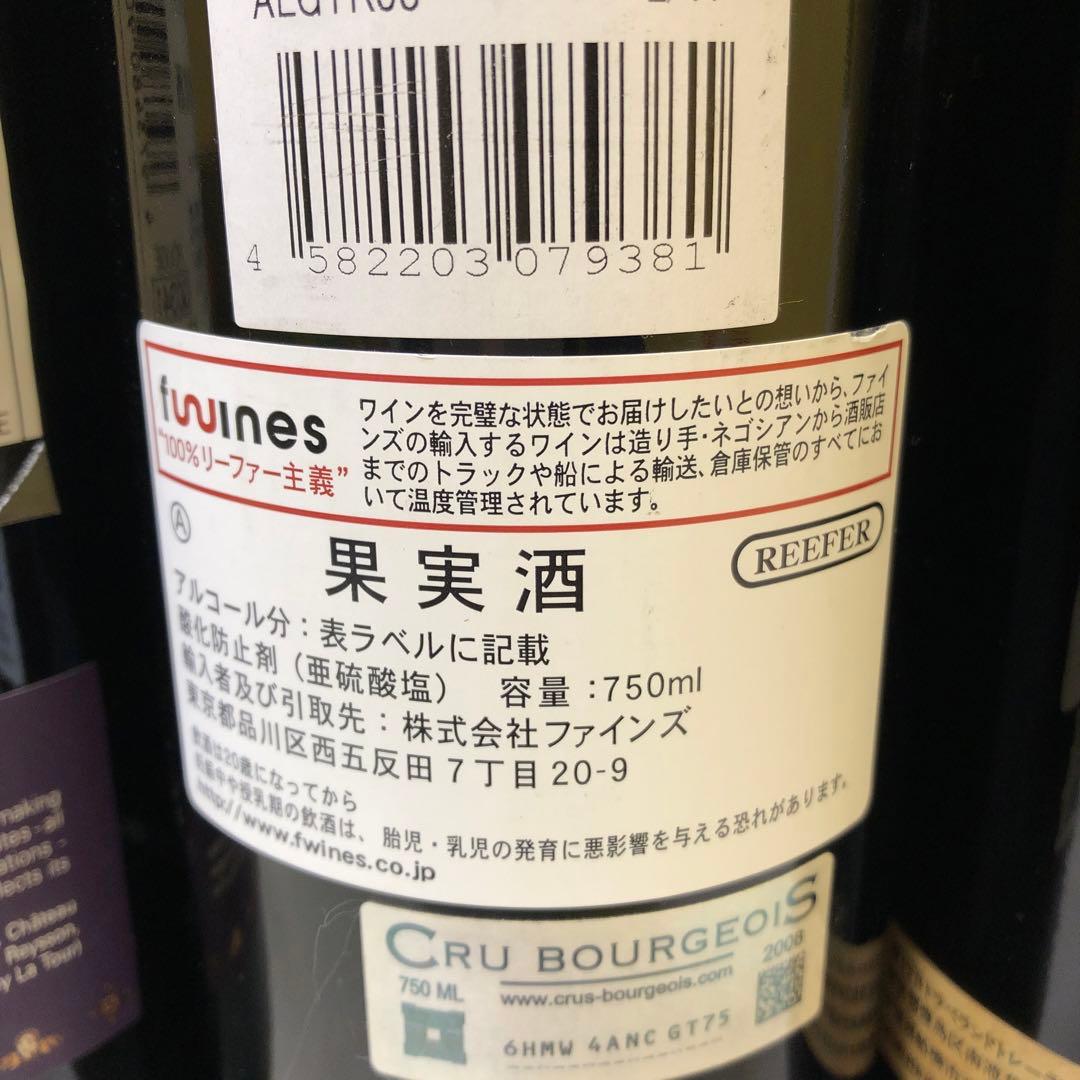 4 582203 079381
fwines
"100%リーファー主義"
ワインを完璧な状態でお届けしたいとの想いから、ファイ
ンズの輸入するワインは造り手・ネゴシアンから酒販店
までのトラックや船による輸送、倉庫保管のすべてにお
いて温度管理されています。
A
果実酒
REEFER
アルコール分：表ラベルに記載
酸化防止剤（亜硫酸塩） 容量：750ml
輸入者及び引取先：株式会社ファインズ
東京都品川区西五反田7丁目20-9
飲酒は20歳になってから
妊娠中や授乳期の飲酒は、胎児・乳児の発育に悪影響を与える恐れがあります。
http://www.fwines.co.jp
CRU BOURGEOIS
750 ML
2008
www.crus-bourgeois.com
6HMW 4ANC GT75
making
Château
Reyson,
La Tour)